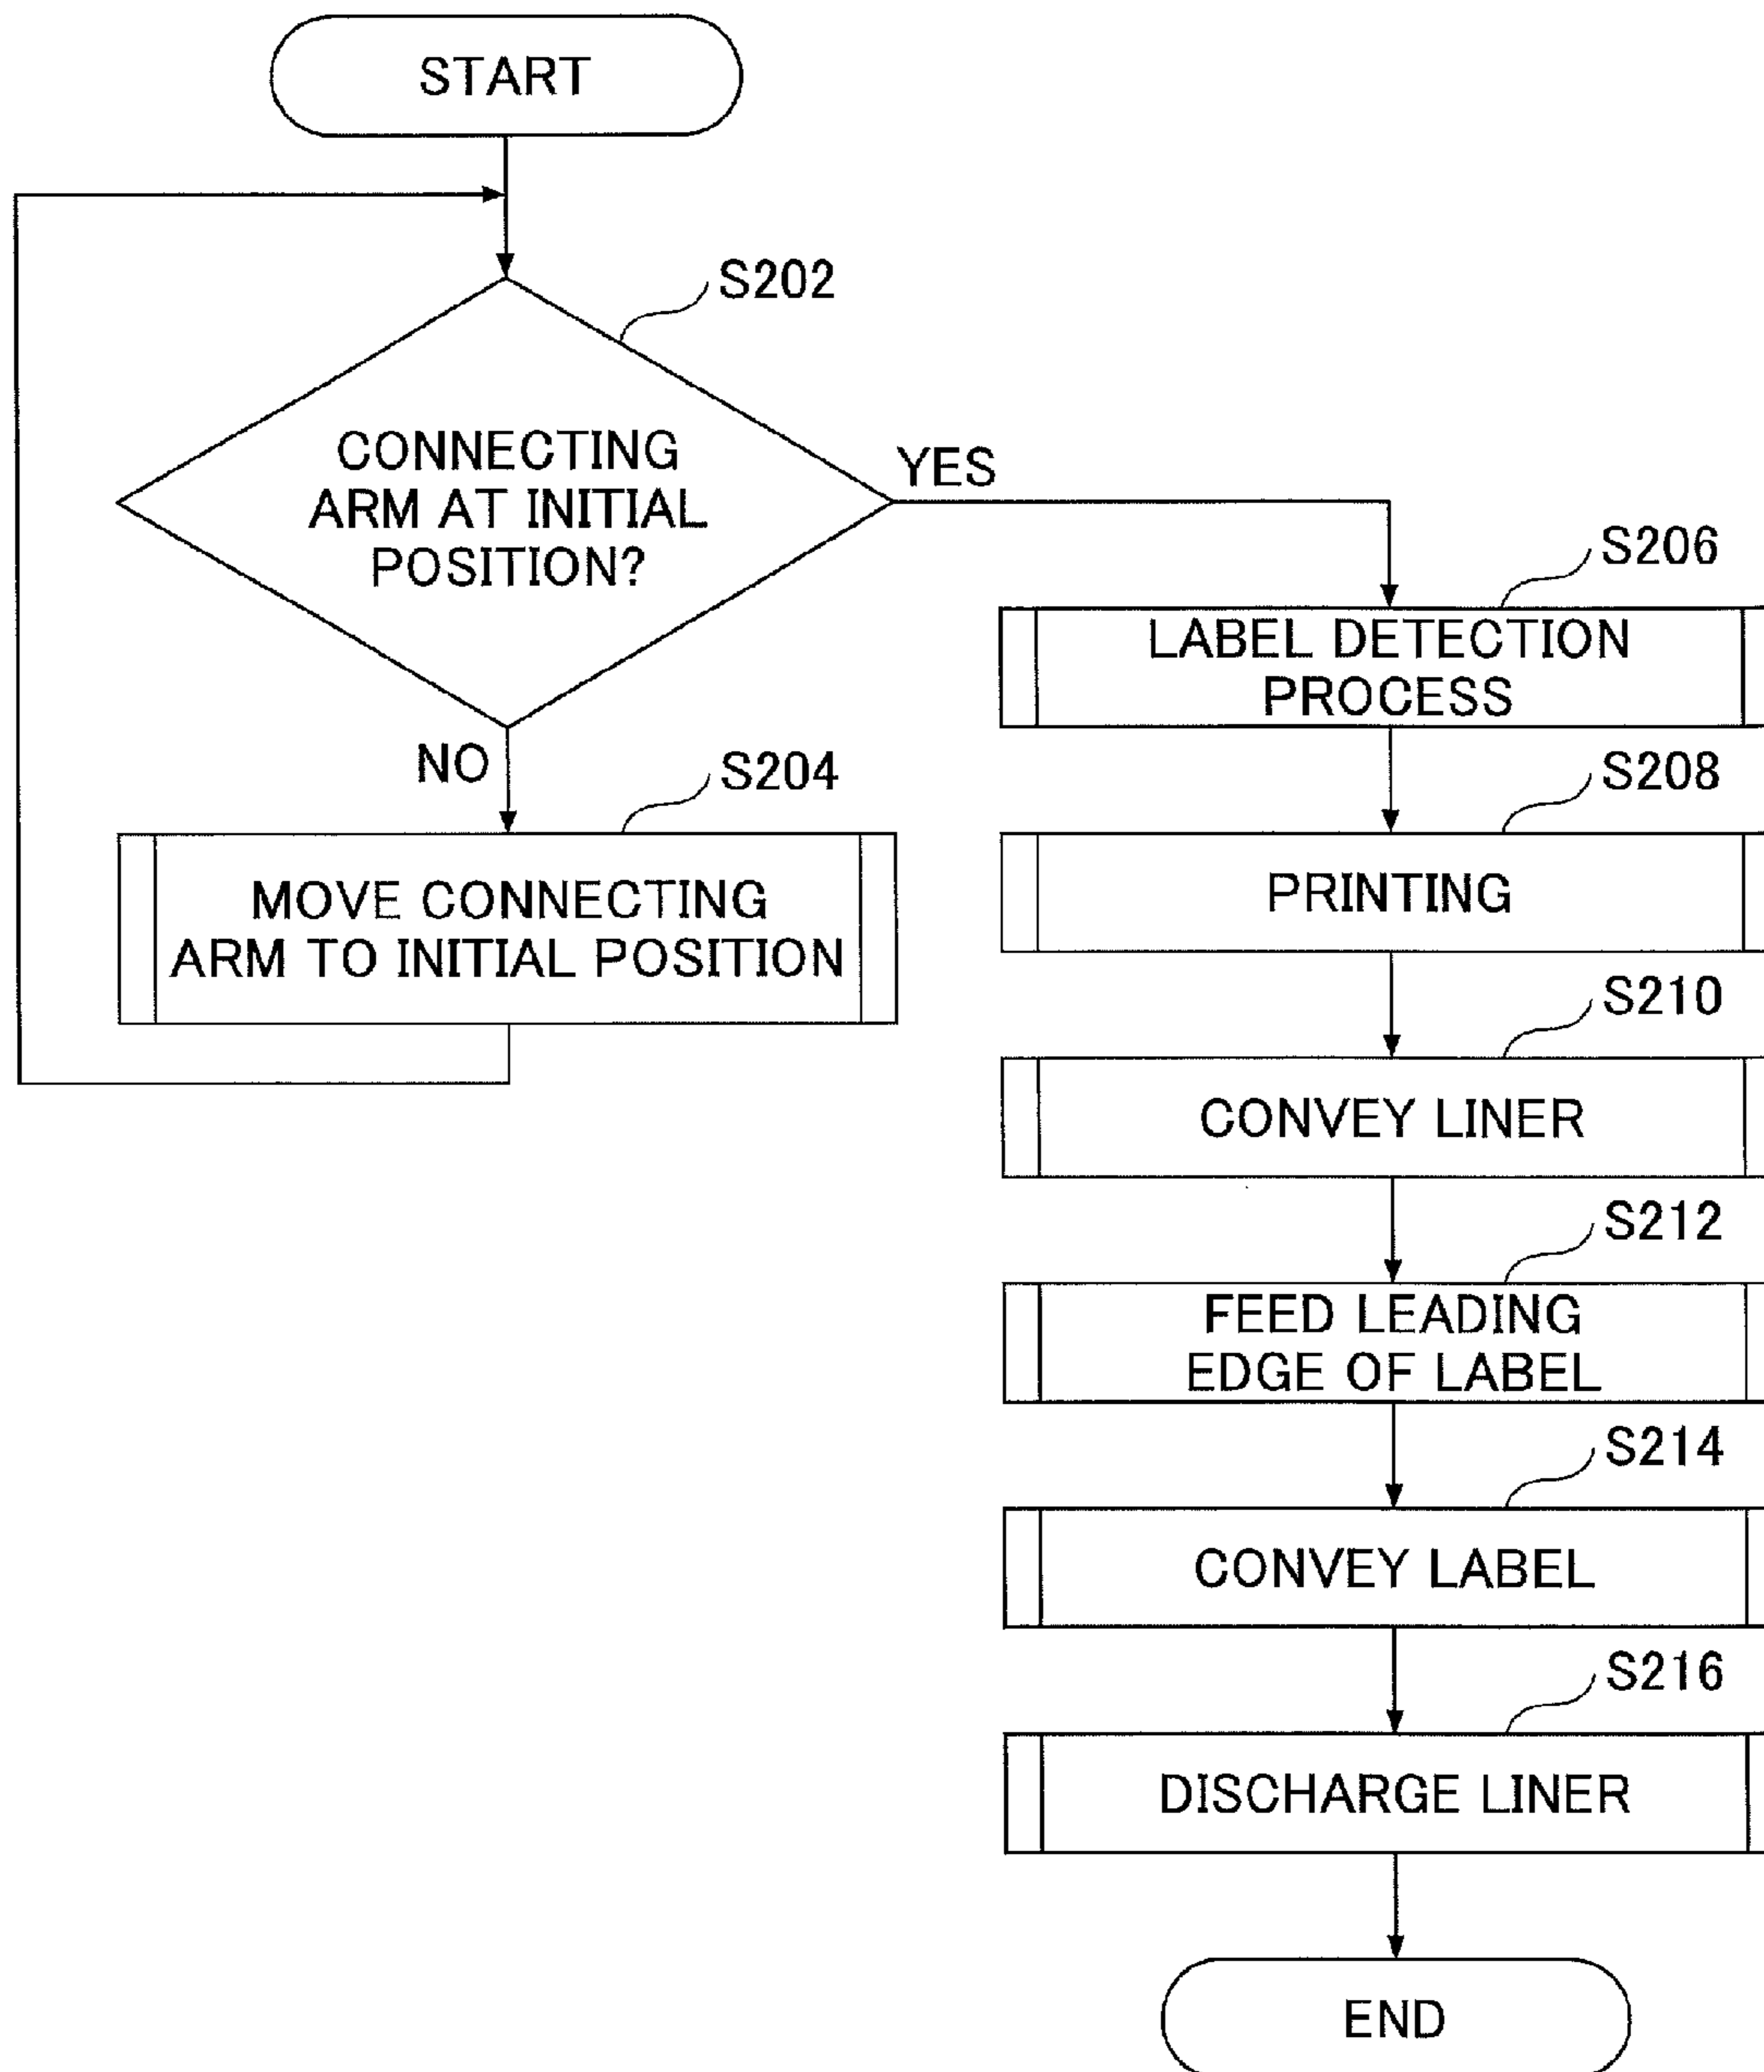 START
S202
CONNECTING
ARM AT INITIAL
POSITION?
YES
NO
S204
MOVE CONNECTING
ARM TO INITIAL POSITION
S206
LABEL DETECTION
PROCESS
S208
PRINTING
S210
CONVEY LINER
S212
FEED LEADING
EDGE OF LABEL
S214
CONVEY LABEL
S216
DISCHARGE LINER
END